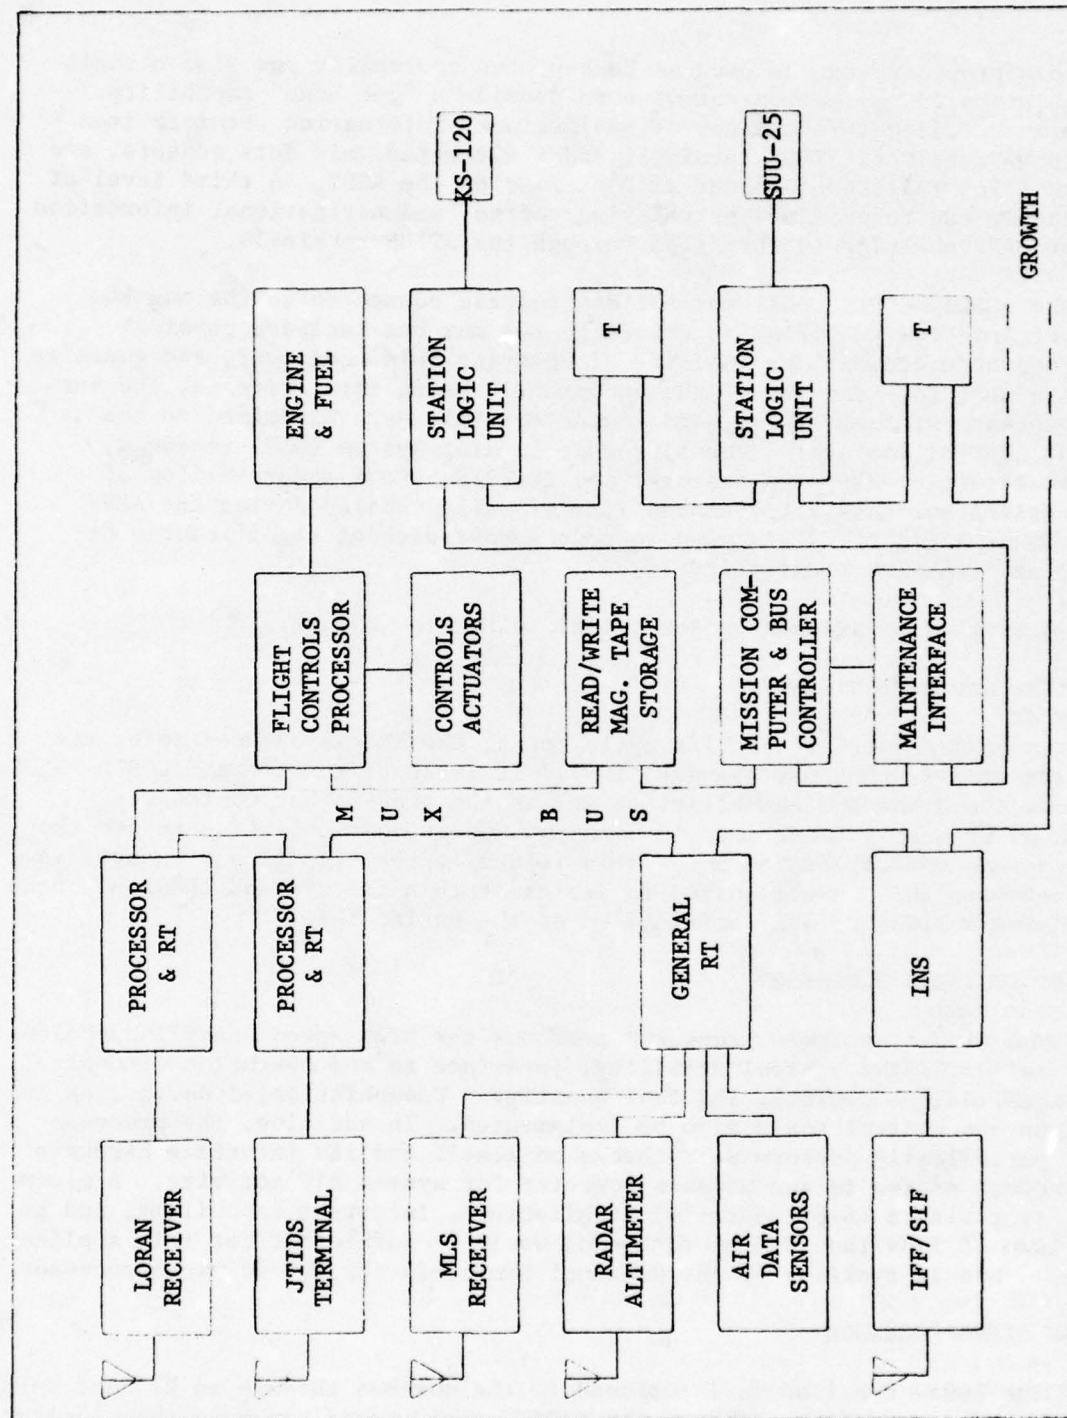 LORAN
RECEIVER
JTIDS
TERMINAL
MLS
RECEIVER
RADAR
ALTIMETER
AIR
DATA
SENSORS
IFF/SIF
PROCESSOR
& RT
PROCESSOR
& RT
GENERAL
RT
INS
MUX BUS
FLIGHT
CONTROLS
PROCESSOR
CONTROLS
ACTUATORS
READ/WRITE
MAG. TAPE
STORAGE
MISSION COM-
PUTER & BUS
CONTROLLER
MAINTENANCE
INTERFACE
ENGINE
& FUEL
STATION
LOGIC
UNIT
T
STATION
LOGIC
UNIT
T
KS-120
SUU-25
GROWTH